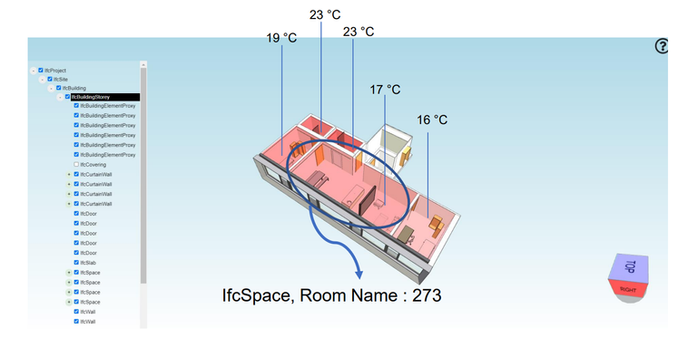 23 °C
19 °C
23 °C
17 °C
16 °C
?
IfcProject
IfcSite
IfcBuilding
IfcBuildingStorey
IfcBuildingElementProxy
IfcBuildingElementProxy
IfcBuildingElementProxy
IfcBuildingElementProxy
IfcBuildingElementProxy
IfcBuildingElementProxy
IfcCovering
IfcCurtainWall
IfcCurtainWall
IfcCurtainWall
IfcCurtainWall
IfcDoor
IfcDoor
IfcDoor
IfcDoor
IfcDoor
IfcSlab
IfcSpace
IfcSpace
IfcSpace
IfcSpace
IfcWall
IfcWall
TOP
RIGHT
IfcSpace, Room Name : 273